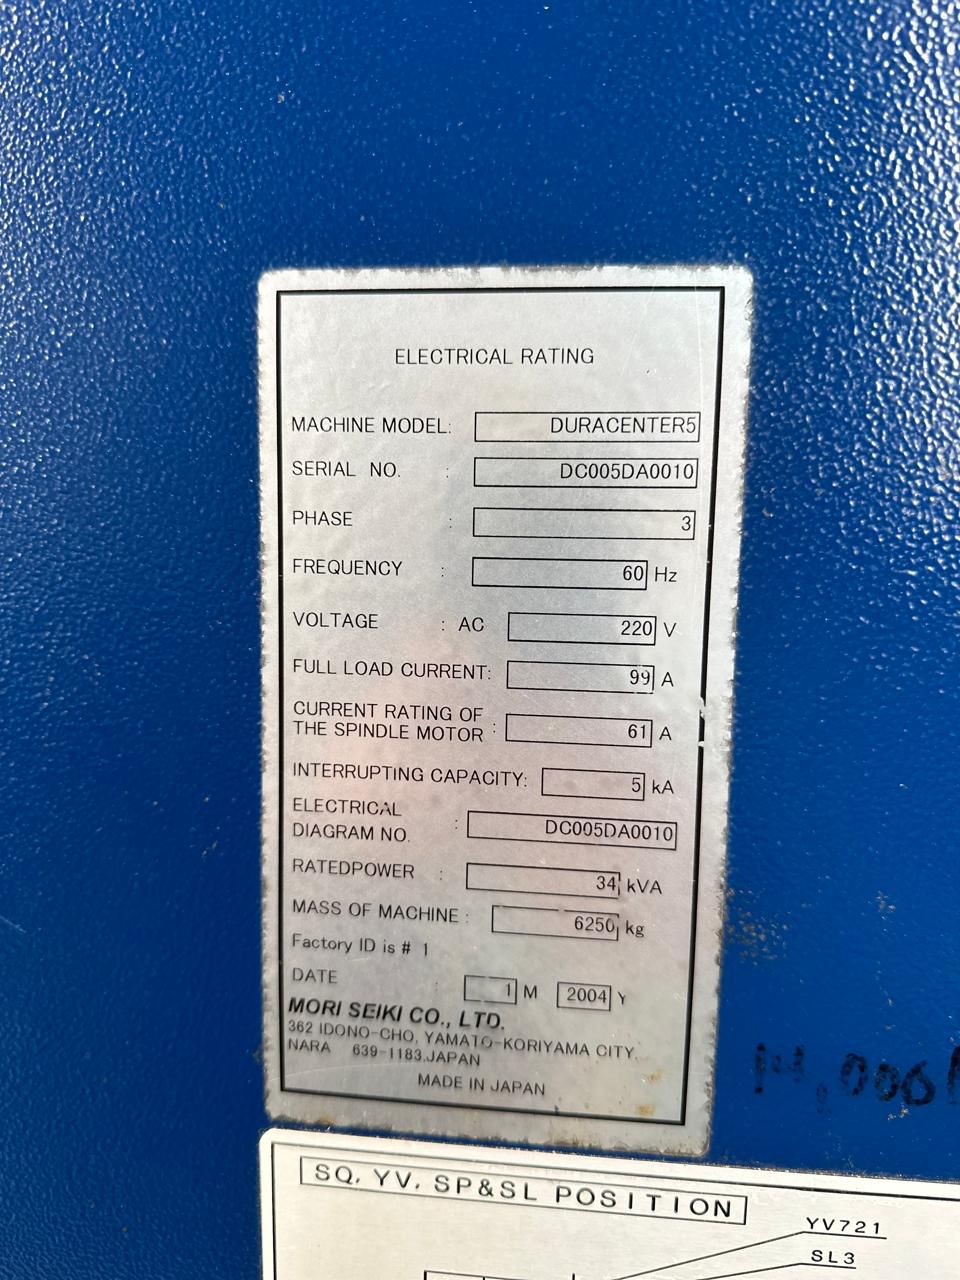 ELECTRICAL RATING
MACHINE MODEL: DURACENTER5
SERIAL NO. : DC005DA0010
PHASE : 3
FREQUENCY : 60 Hz
VOLTAGE : AC 220 V
FULL LOAD CURRENT: 99 A
CURRENT RATING OF
THE SPINDLE MOTOR : 61 A
INTERRUPTING CAPACITY: 5 kA
ELECTRICAL
DIAGRAM NO. : DC005DA0010
RATEDPOWER : 34 kVA
MASS OF MACHINE : 6250 kg
Factory ID is # 1
DATE : 1 M 2004 Y
MORI SEIKI CO., LTD.
362 IDONO-CHO, YAMATO-KORIYAMA CITY,
NARA 639-1183,JAPAN
MADE IN JAPAN
14,006
SQ, YV, SP&SL POSITION
YV721
SL3